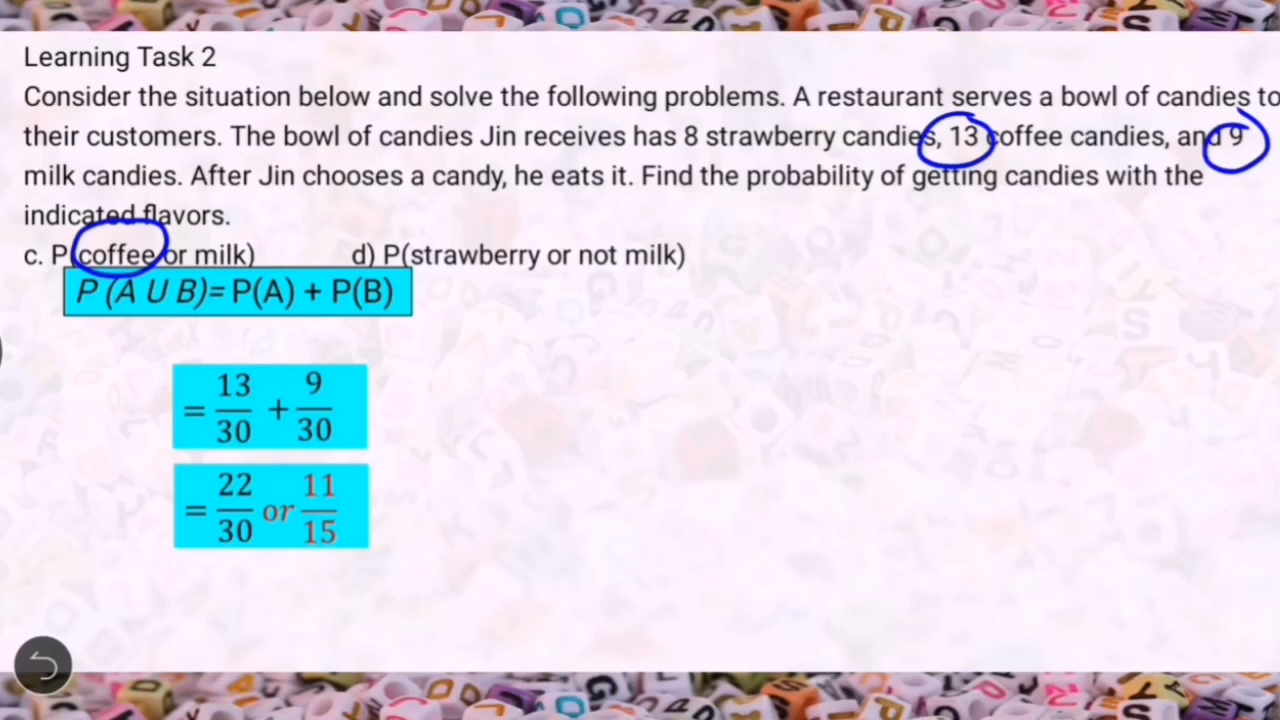 Learning Task 2
Consider the situation below and solve the following problems. A restaurant serves a bowl of candies to
their customers. The bowl of candies Jin receives has 8 strawberry candies, 13 coffee candies, and 9
milk candies. After Jin chooses a candy, he eats it. Find the probability of getting candies with the
indicated flavors.
c. P(coffee or milk) d) P(strawberry or not milk)
P (A U B)= P(A) + P(B)
= 13/30 + 9/30
= 22/30 or 11/15